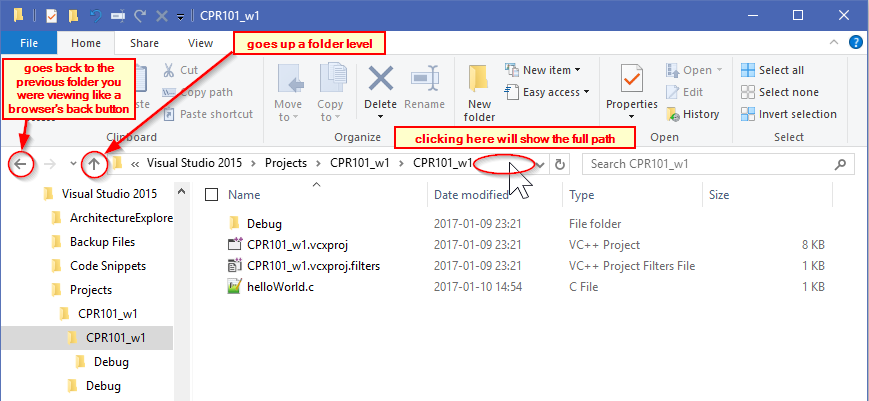 CPR101_w1
File Home Share View
goes up a folder level
goes back to the
previous folder you
were viewing like a
browser's back button
Cut
Copy path
Paste shortcut
Clipboard
Move to
Copy to
Delete
Rename
Organize
New folder
New item
Easy access
Properties
Open
Edit
History
Open
Select all
Select none
Invert selection
Select
clicking here will show the full path
« Visual Studio 2015 > Projects > CPR101_w1 > CPR101_w1
Search CPR101_w1
Visual Studio 2015
ArchitectureExplore
Backup Files
Code Snippets
Projects
CPR101_w1
CPR101_w1
Debug
Debug
Name Date modified Type Size
Debug 2017-01-09 23:21 File folder
CPR101_w1.vcxproj 2017-01-09 23:21 VC++ Project 8 KB
CPR101_w1.vcxproj.filters 2017-01-09 23:21 VC++ Project Filters File 1 KB
helloWorld.c 2017-01-10 14:54 C File 1 KB